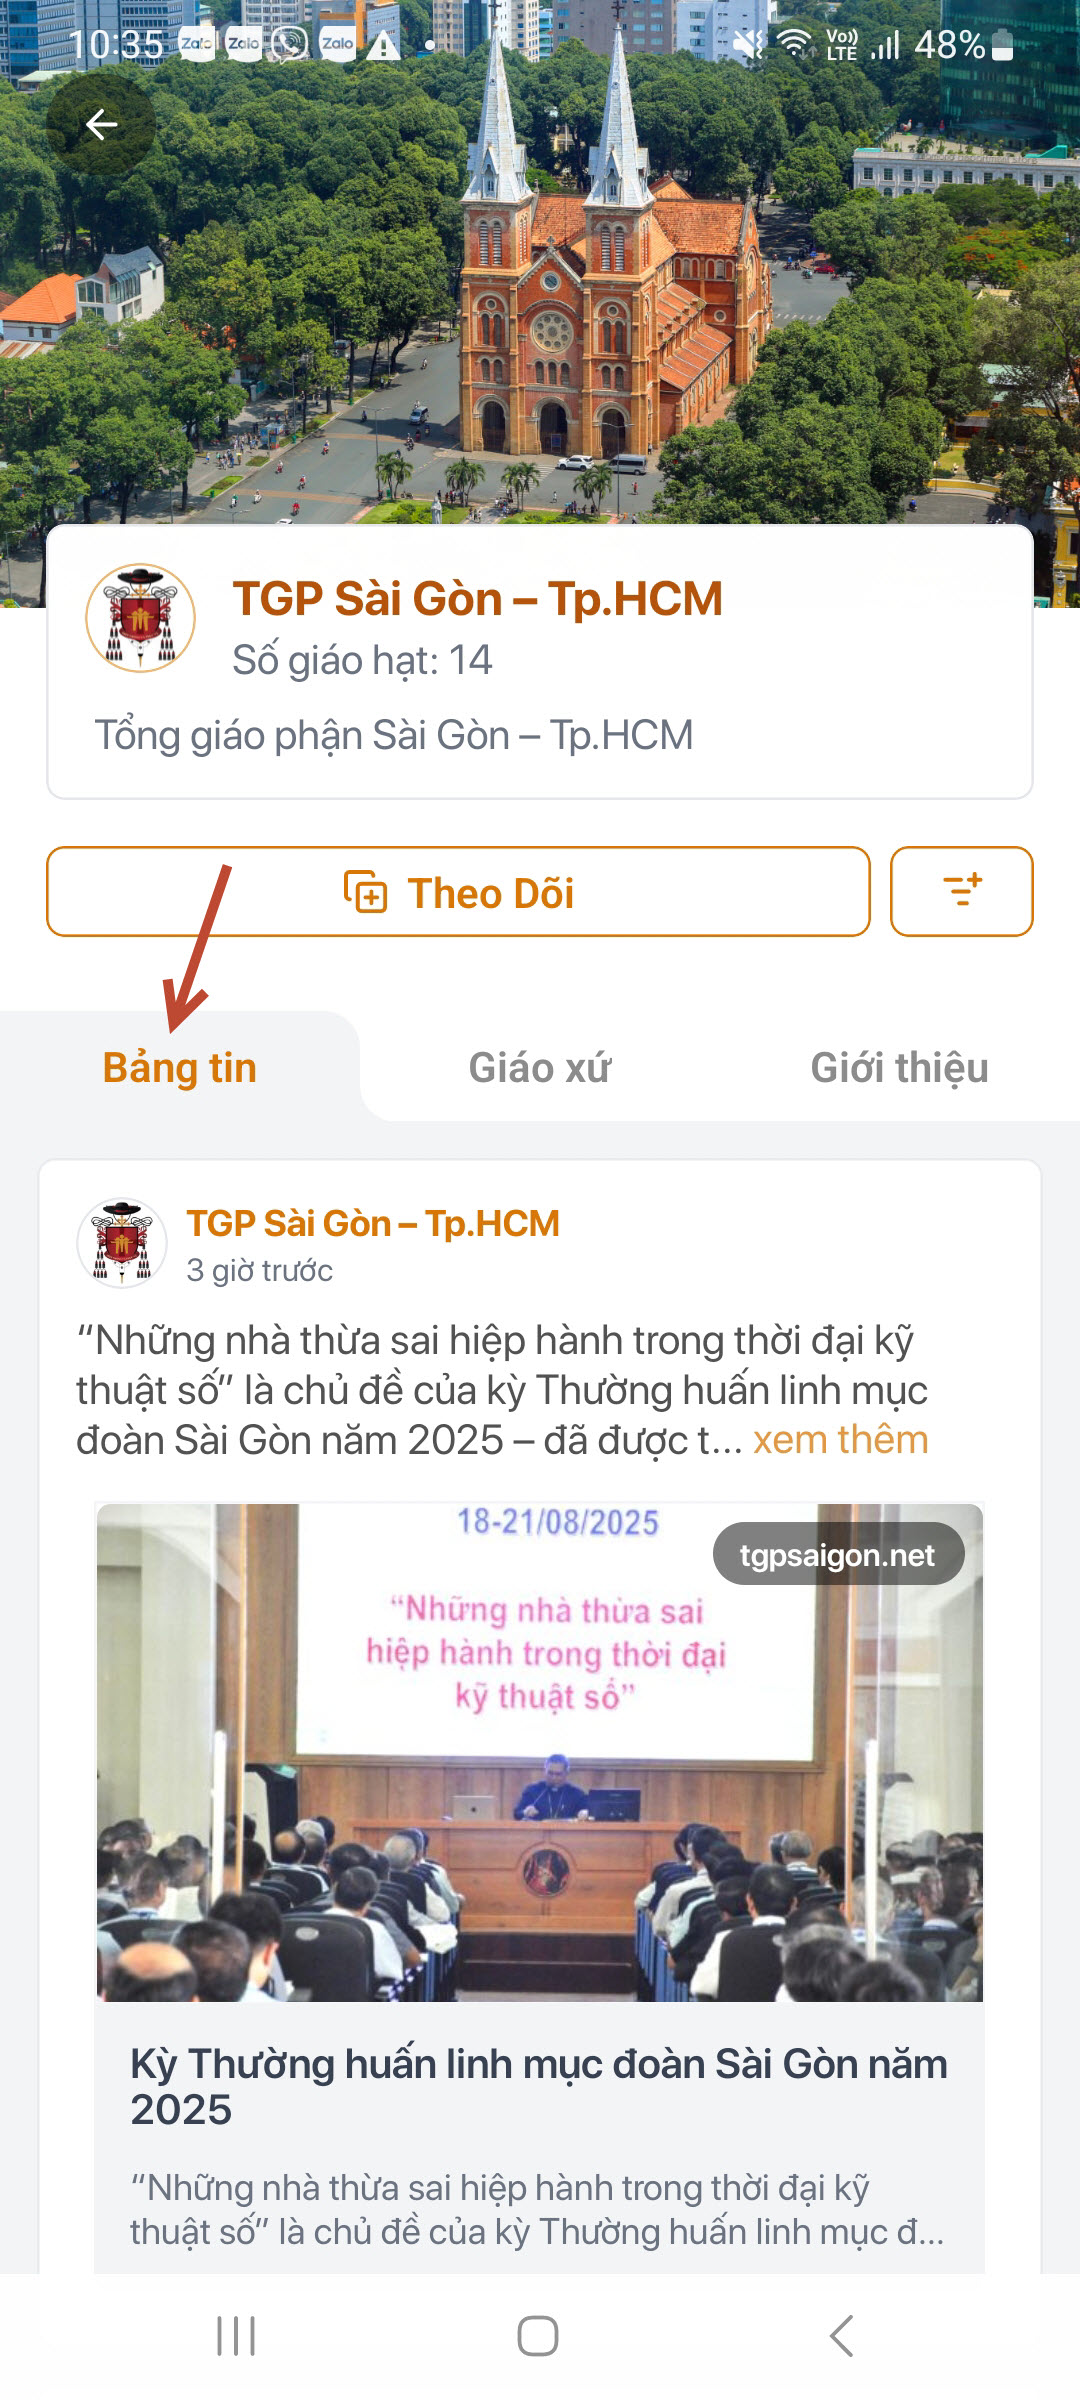 10:35 Zalo Zalo Zalo Vo)) LTE 48%
TGP Sài Gòn – Tp.HCM
Số giáo hạt: 14
Tổng giáo phận Sài Gòn – Tp.HCM
Theo Dõi
Bảng tin Giáo xứ Giới thiệu
TGP Sài Gòn – Tp.HCM
3 giờ trước
“Những nhà thừa sai hiệp hành trong thời đại kỹ
thuật số” là chủ đề của kỳ Thường huấn linh mục
đoàn Sài Gòn năm 2025 – đã được t... xem thêm
18-21/08/2025
tgpsaigon.net
“Những nhà thừa sai
hiệp hành trong thời đại
kỹ thuật số”
Kỳ Thường huấn linh mục đoàn Sài Gòn năm
2025
“Những nhà thừa sai hiệp hành trong thời đại kỹ
thuật số” là chủ đề của kỳ Thường huấn linh mục đ...